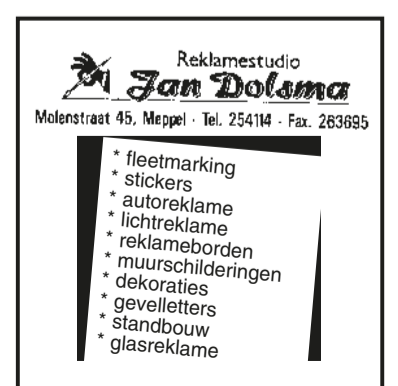 Reklamestudio
Jan Dolsma
Molenstraat 45, Meppel · Tel. 254114 - Fax. 263695
* fleetmarking
* stickers
* autoreklame
* lichtreklame
* reklameborden
* muurschilderingen
* dekoraties
* gevelletters
* standbouw
* glasreklame